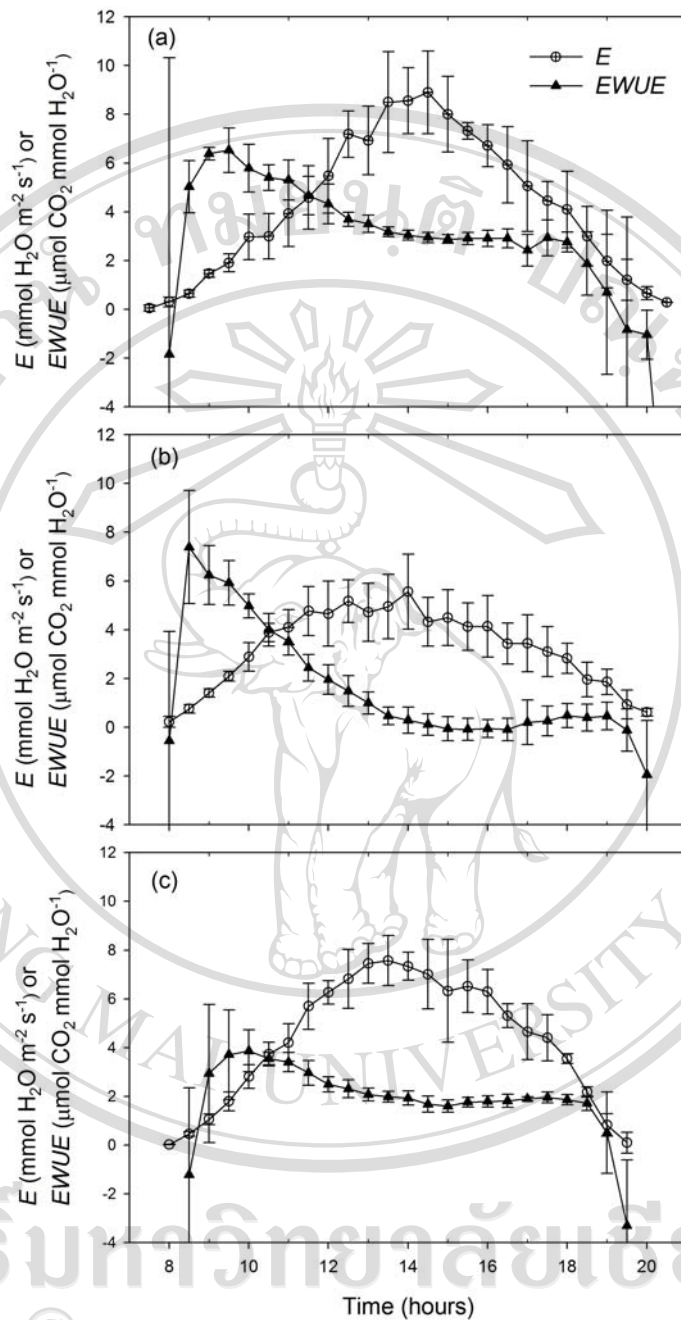 (a)
E
EWUE
E (mmol H₂O m⁻² s⁻¹) or
EWUE (μmol CO₂ mmol H₂O⁻¹)
12
10
8
6
4
2
0
-2
-4
(b)
E (mmol H₂O m⁻² s⁻¹) or
EWUE (μmol CO₂ mmol H₂O⁻¹)
12
10
8
6
4
2
0
-2
-4
(c)
E (mmol H₂O m⁻² s⁻¹) or
EWUE (μmol CO₂ mmol H₂O⁻¹)
12
10
8
6
4
2
0
-2
-4
8 10 12 14 16 18 20
Time (hours)
UNIVERSITY